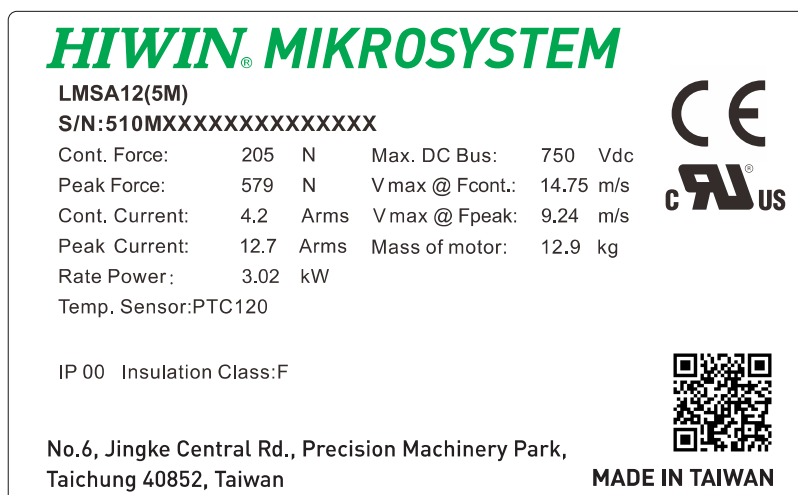 HIWIN® MIKROSYSTEM
LMSA12(5M)
S/N:510MXXXXXXXXXXXXXX
Cont. Force: 205 N Max. DC Bus: 750 Vdc
Peak Force: 579 N Vmax @ Fcont.: 14.75 m/s
Cont. Current: 4.2 Arms Vmax @ Fpeak: 9.24 m/s
Peak Current: 12.7 Arms Mass of motor: 12.9 kg
Rate Power: 3.02 kW
Temp. Sensor:PTC120
IP 00 Insulation Class:F
CE
c RU® US
No.6, Jingke Central Rd., Precision Machinery Park,
Taichung 40852, Taiwan
MADE IN TAIWAN